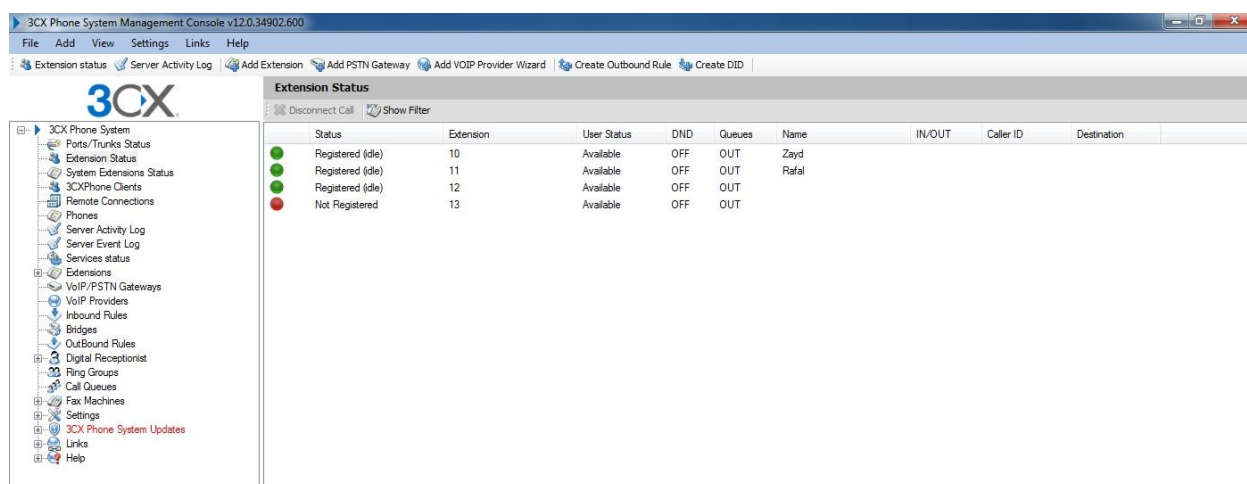 3CX Phone System Management Console v12.0.34902.600
File Add View Settings Links Help
Extension status Server Activity Log Add Extension Add PSTN Gateway Add VOIP Provider Wizard Create Outbound Rule Create DID
3CX
Extension Status
Disconnect Call Show Filter
3CX Phone System
Ports/Trunks Status
Extension Status
System Extensions Status
3CXPhone Clients
Remote Connections
Phones
Server Activity Log
Server Event Log
Services status
Extensions
VoIP/PSTN Gateways
VoIP Providers
Inbound Rules
Bridges
OutBound Rules
Digital Receptionist
Ring Groups
Call Queues
Fax Machines
Settings
3CX Phone System Updates
Links
Help
Status Extension User Status DND Queues Name IN/OUT Caller ID Destination
Registered (idle) 10 Available OFF OUT Zayd
Registered (idle) 11 Available OFF OUT Rafal
Registered (idle) 12 Available OFF OUT
Not Registered 13 Available OFF OUT